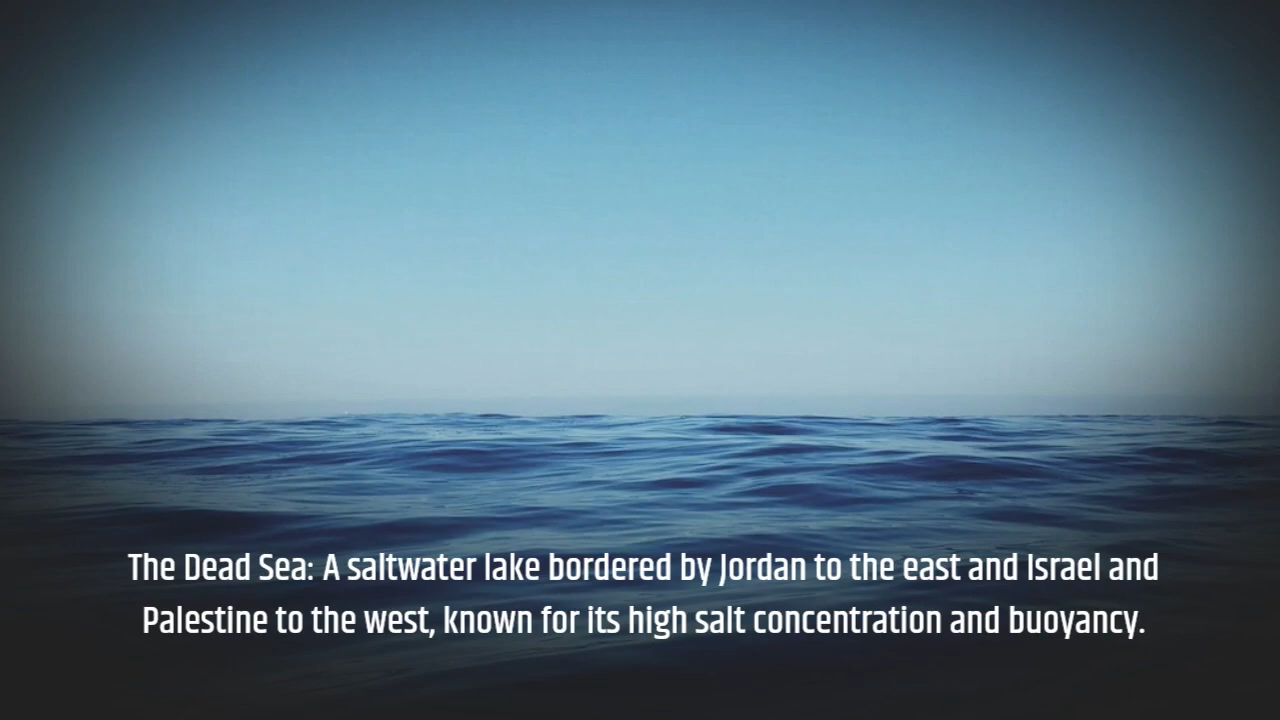 The Dead Sea: A saltwater lake bordered by Jordan to the east and Israel and
Palestine to the west, known for its high salt concentration and buoyancy.